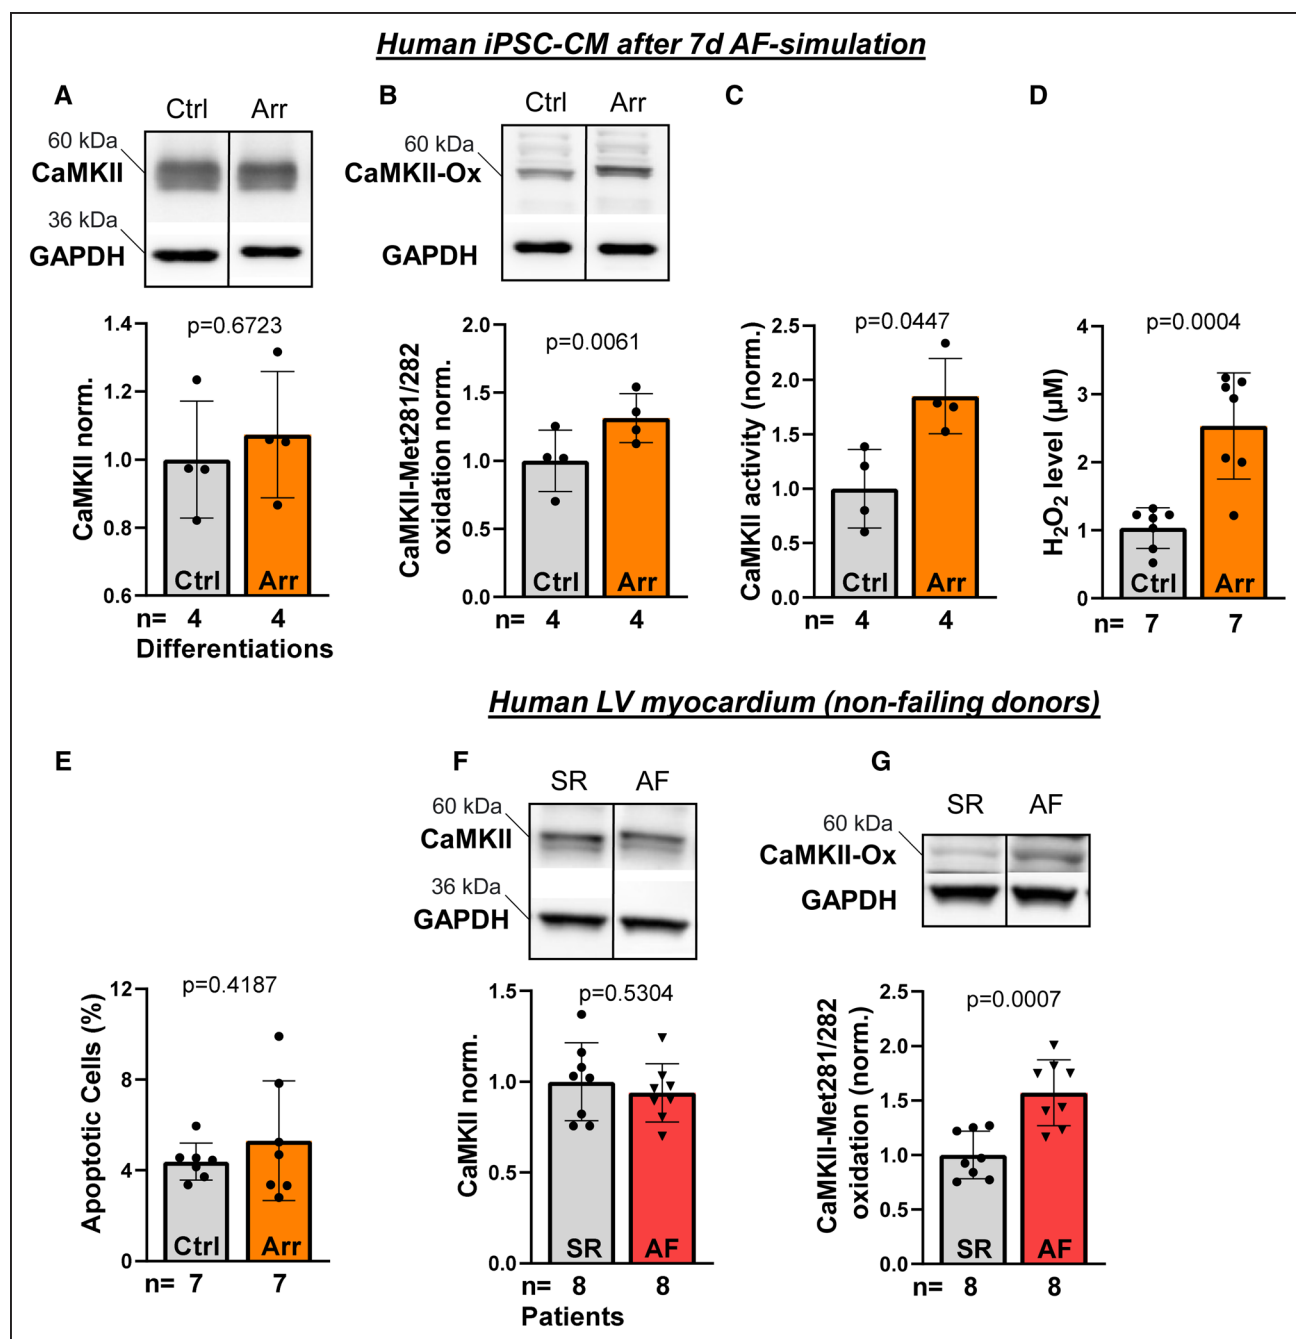 Human iPSC-CM after 7d AF-simulation
A
Ctrl Arr
60 kDa
CaMKII
36 kDa
GAPDH
1.4
1.2
1.0
0.8
0.6
CaMKII norm.
p=0.6723
Ctrl Arr
n= 4 4
Differentiations
B
Ctrl Arr
60 kDa
CaMKII-Ox
GAPDH
2.0
1.5
1.0
0.5
0.0
CaMKII-Met281/282
oxidation norm.
p=0.0061
Ctrl Arr
n= 4 4
C
2.5
2.0
1.5
1.0
0.5
0.0
CaMKII activity (norm.)
p=0.0447
Ctrl Arr
n= 4 4
D
4
3
2
1
0
H₂O₂ level (µM)
p=0.0004
Ctrl Arr
n= 7 7
Human LV myocardium (non-failing donors)
E
12
8
4
0
Apoptotic Cells (%)
p=0.4187
Ctrl Arr
n= 7 7
F
SR AF
60 kDa
CaMKII
36 kDa
GAPDH
1.5
1.0
0.5
0.0
CaMKII norm.
p=0.5304
SR AF
n= 8 8
Patients
G
SR AF
60 kDa
CaMKII-Ox
GAPDH
2.5
2.0
1.5
1.0
0.5
0.0
CaMKII-Met281/282
oxidation (norm.)
p=0.0007
SR AF
n= 8 8